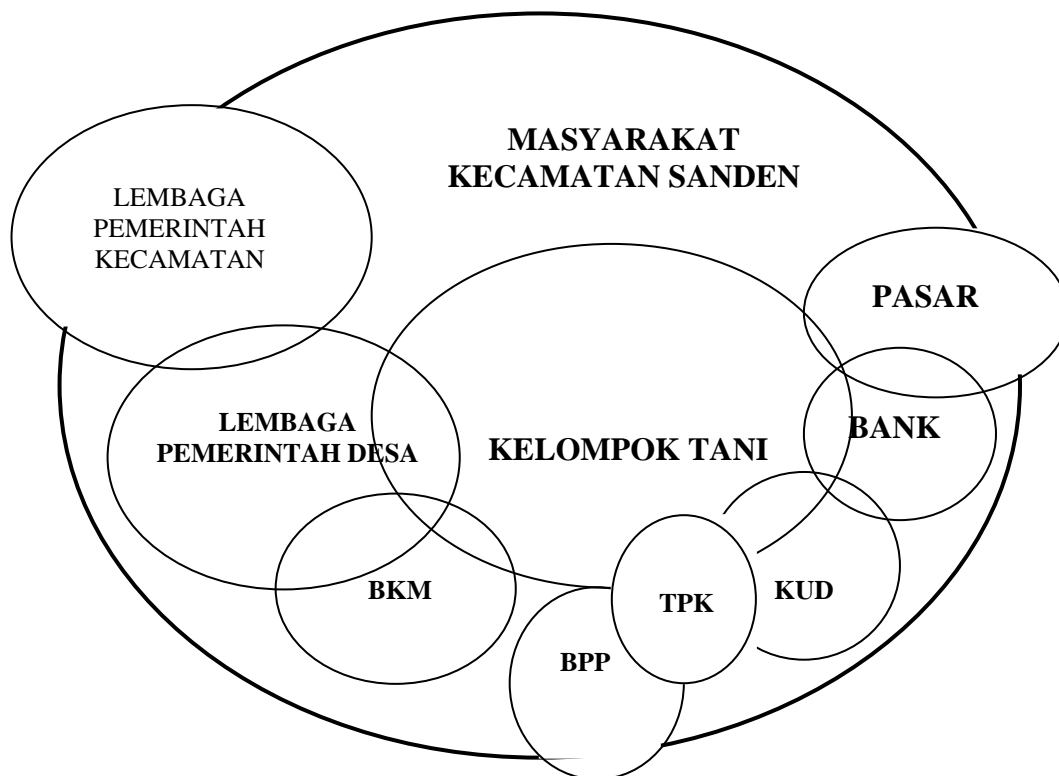 MASYARAKAT
KECAMATAN SANDEN
LEMBAGA
PEMERINTAH
KECAMATAN
PASAR
LEMBAGA
PEMERINTAH DESA
KELOMPOK TANI
BANK
BKM
TPK
KUD
BPP